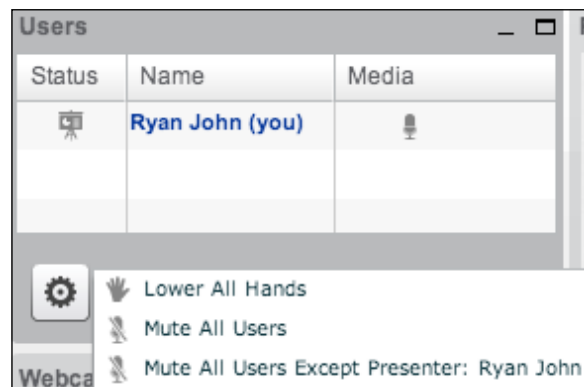 Users
Status Name Media
Ryan John (you)
Lower All Hands
Mute All Users
Mute All Users Except Presenter: Ryan John
Webca